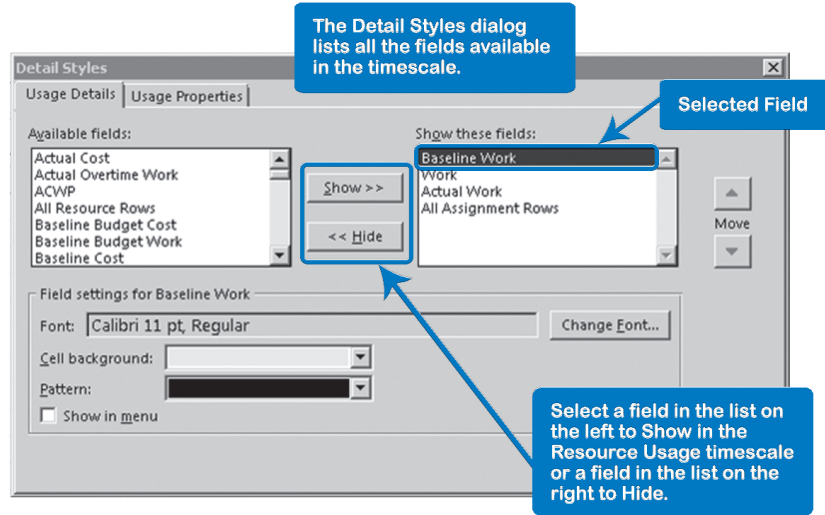 The Detail Styles dialog
lists all the fields available
in the timescale.
Detail Styles
Usage Details
Usage Properties
Selected Field
Available fields:
Actual Cost
Actual Overtime Work
ACWP
All Resource Rows
Baseline Budget Cost
Baseline Budget Work
Baseline Cost
Show >>
<< Hide
Show these fields:
Baseline Work
Work
Actual Work
All Assignment Rows
Move
Field settings for Baseline Work
Font: Calibri 11 pt, Regular
Change Font...
Cell background:
Pattern:
Show in menu
Select a field in the list on
the left to Show in the
Resource Usage timescale
or a field in the list on the
right to Hide.